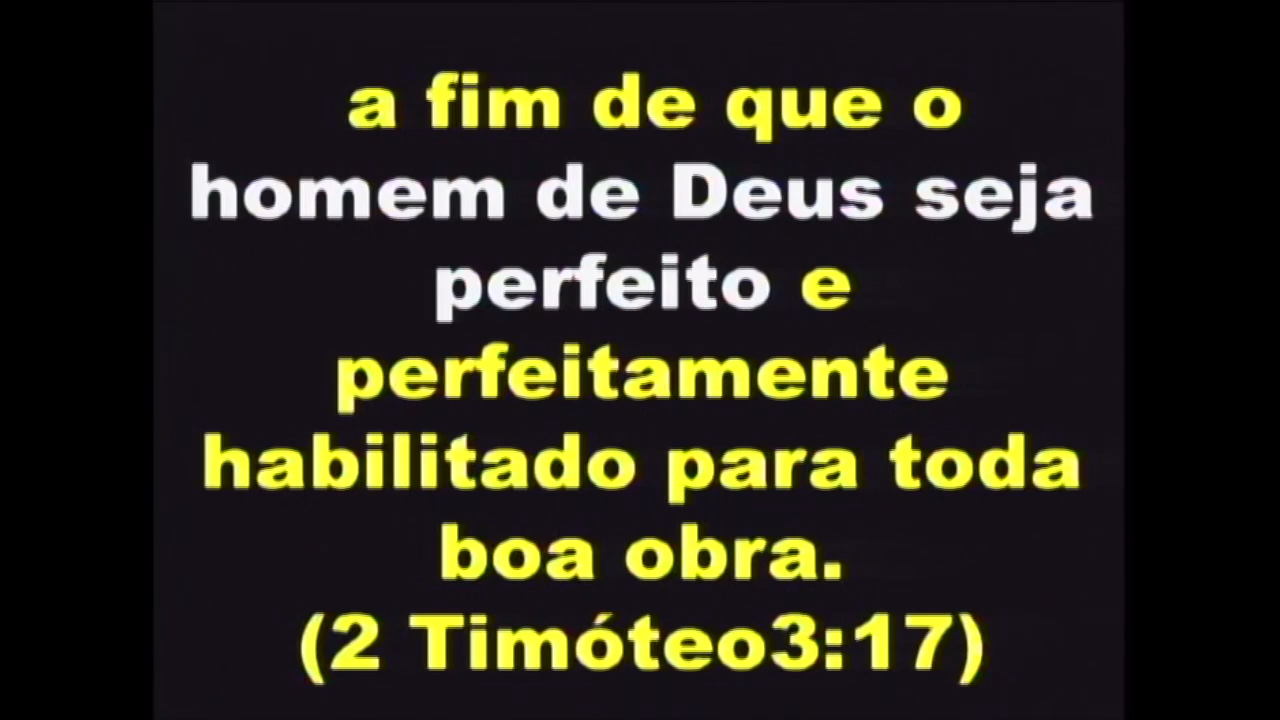 a fim de que o
homem de Deus seja
perfeito e
perfeitamente
habilitado para toda
boa obra.
(2 Timóteo3:17)